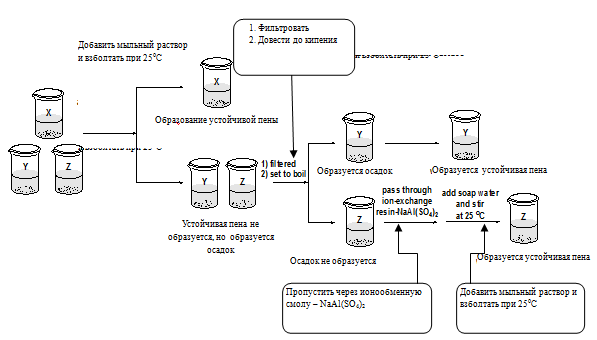 1. Фильтровать
2. Довести до кипения
Добавить мыльный раствор
и взболтать при 25°C
X
Образование устойчивой пены
X
Y
Z
Y
Z
1) filtered
2) set to boil
Y
Образуется осадок
Y
Образуется устойчивая пена
Устойчивая пена не
образуется, но образуется
осадок
Z
Осадок не образуется
pass through
ion-exchange
resin-NaAl(SO₄)₂
add soap water
and stir
at 25 °C
Z
Образуется устойчивая пена
Пропустить через ионообменную
смолу – NaAl(SO₄)₂
Добавить мыльный раствор и
взболтать при 25°C